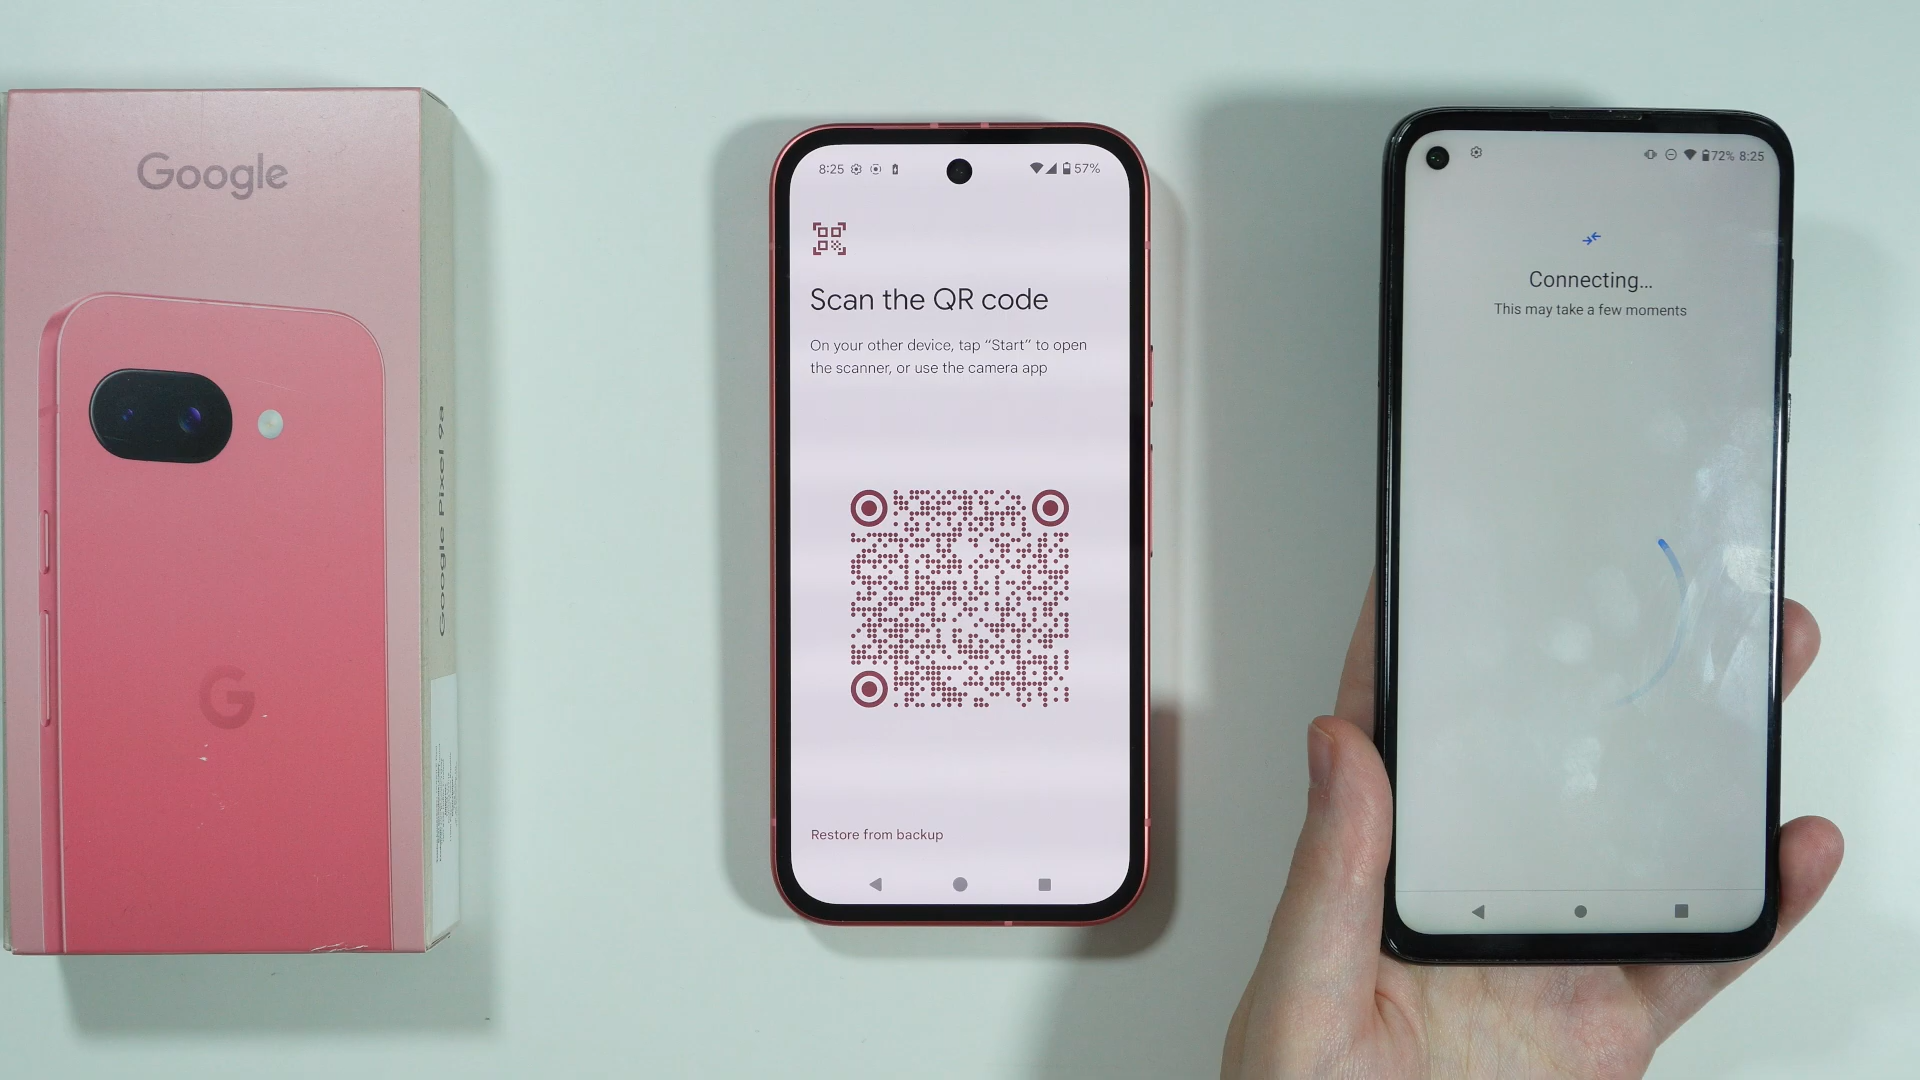 Google
Google Pixel 9a
8:25
57%
Scan the QR code
On your other device, tap “Start” to open
the scanner, or use the camera app
Restore from backup
72% 8:25
Connecting...
This may take a few moments